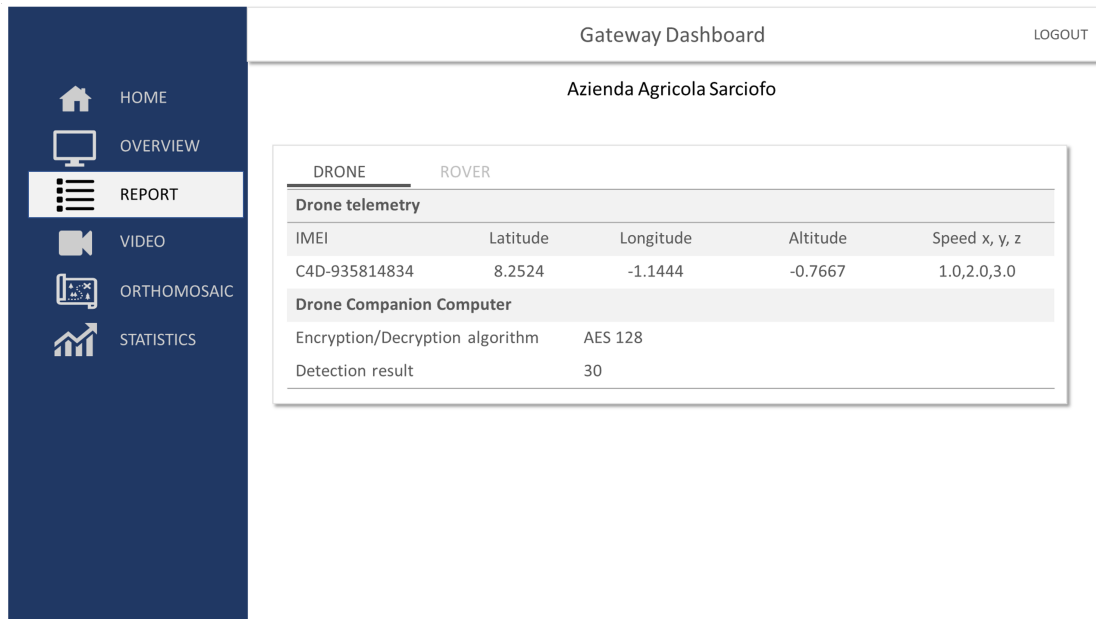 Gateway Dashboard
LOGOUT
HOME
OVERVIEW
REPORT
VIDEO
ORTHOMOSAIC
STATISTICS
Azienda Agricola Sarciofo
DRONE ROVER
Drone telemetry
IMEI Latitude Longitude Altitude Speed x, y, z
C4D-935814834 8.2524 -1.1444 -0.7667 1.0,2.0,3.0
Drone Companion Computer
Encryption/Decryption algorithm AES 128
Detection result 30